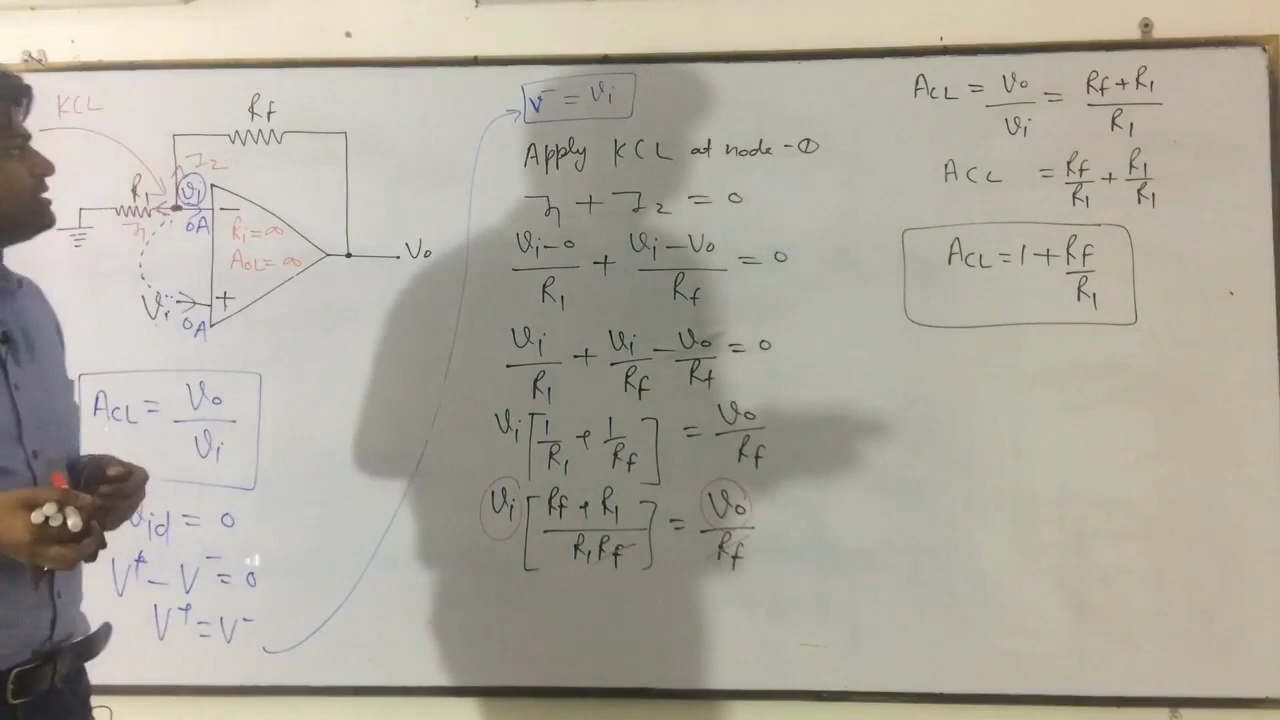 KCL
Rf
I2
R1
Vi
−
I1
0A
Ri = ∞
AOL = ∞
Vo
Vi
+
0A
ACL = Vo/Vi
Vid = 0
V+ − V− = 0
V+ = V−
V− = Vi
Apply KCL at node - ①
I1 + I2 = 0
(Vi − 0)/R1 + (Vi − Vo)/Rf = 0
Vi/R1 + Vi/Rf − Vo/Rf = 0
Vi [1/R1 + 1/Rf] = Vo/Rf
Vi [(Rf + R1)/(R1 Rf)] = Vo/Rf
ACL = Vo/Vi = (Rf + R1)/R1
ACL = Rf/R1 + R1/R1
ACL = 1 + Rf/R1